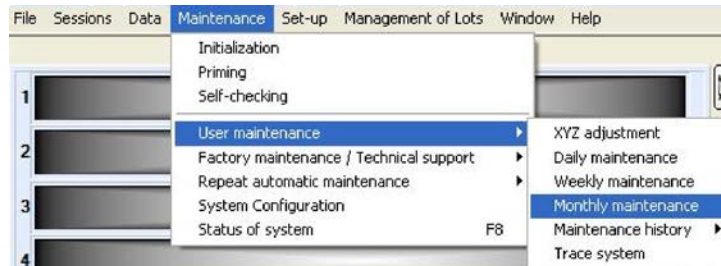 File Sessions Data Maintenance Set-up Management of Lots Window Help
Initialization
Priming
Self-checking
User maintenance
Factory maintenance / Technical support
Repeat automatic maintenance
System Configuration
Status of system F8
XYZ adjustment
Daily maintenance
Weekly maintenance
Monthly maintenance
Maintenance history
Trace system
1
2
3
4